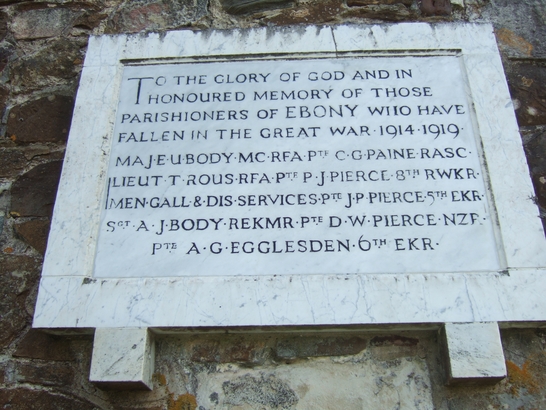 TO THE GLORY OF GOD AND IN
HONOURED MEMORY OF THOSE
PARISHIONERS OF EBONY WHO HAVE
FALLEN IN THE GREAT WAR·1914·1919·
MAJ·E·U·BODY·MC·RFA·PTE C·G·PAINE·RASC·
LIEUT·T·ROUS·RFA·PTE P·J·PIERCE·8TH RWKR·
MEN·GALL·&DIS·SERVICES·PTE J·P·PIERCE·5TH EKR·
SGT·A·J·BODY·REKMR·PTE D·W·PIERCE·NZR·
PTE A·G·EGGLESDEN·6TH EKR·